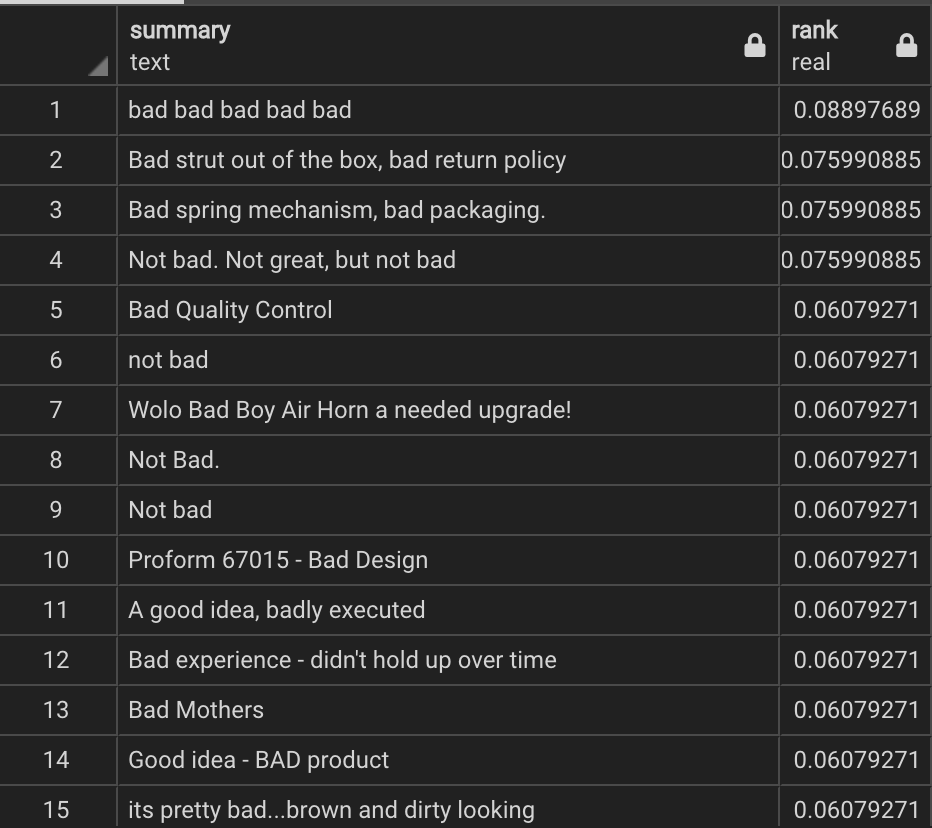 summary rank
text real
1 bad bad bad bad bad 0.08897689
2 Bad strut out of the box, bad return policy 0.075990885
3 Bad spring mechanism, bad packaging. 0.075990885
4 Not bad. Not great, but not bad 0.075990885
5 Bad Quality Control 0.06079271
6 not bad 0.06079271
7 Wolo Bad Boy Air Horn a needed upgrade! 0.06079271
8 Not Bad. 0.06079271
9 Not bad 0.06079271
10 Proform 67015 - Bad Design 0.06079271
11 A good idea, badly executed 0.06079271
12 Bad experience - didn't hold up over time 0.06079271
13 Bad Mothers 0.06079271
14 Good idea - BAD product 0.06079271
15 its pretty bad...brown and dirty looking 0.06079271